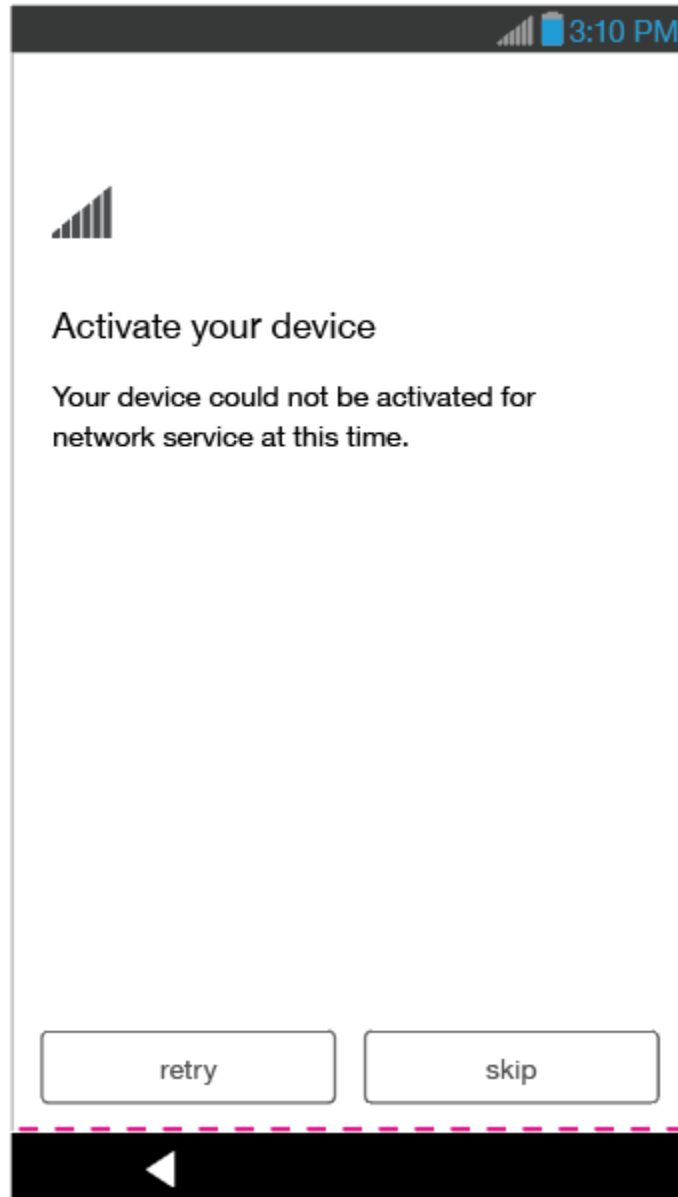 3:10 PM
Activate your device
Your device could not be activated for
network service at this time.
retry
skip